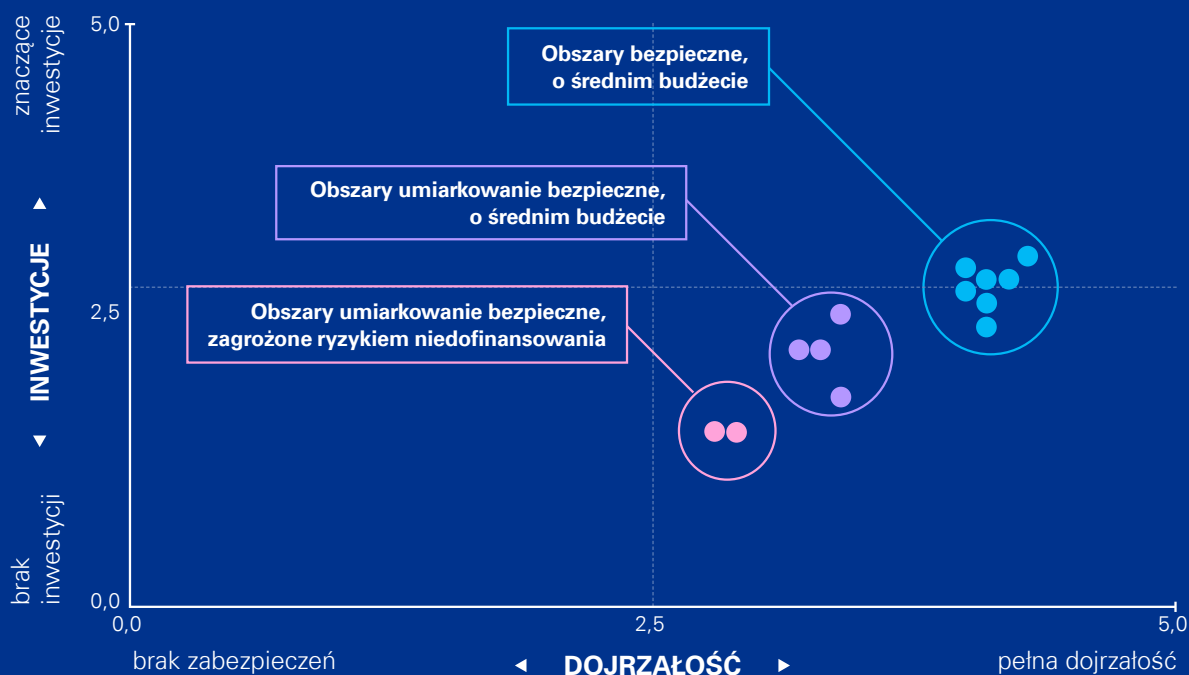 znaczące
inwestycje
INWESTYCJE
brak
inwestycji
5,0
2,5
0,0
Obszary bezpieczne,
o średnim budżecie
Obszary umiarkowanie bezpieczne,
o średnim budżecie
Obszary umiarkowanie bezpieczne,
zagrożone ryzykiem niedofinansowania
0,0
2,5
5,0
brak zabezpieczeń
DOJRZAŁOŚĆ
pełna dojrzałość